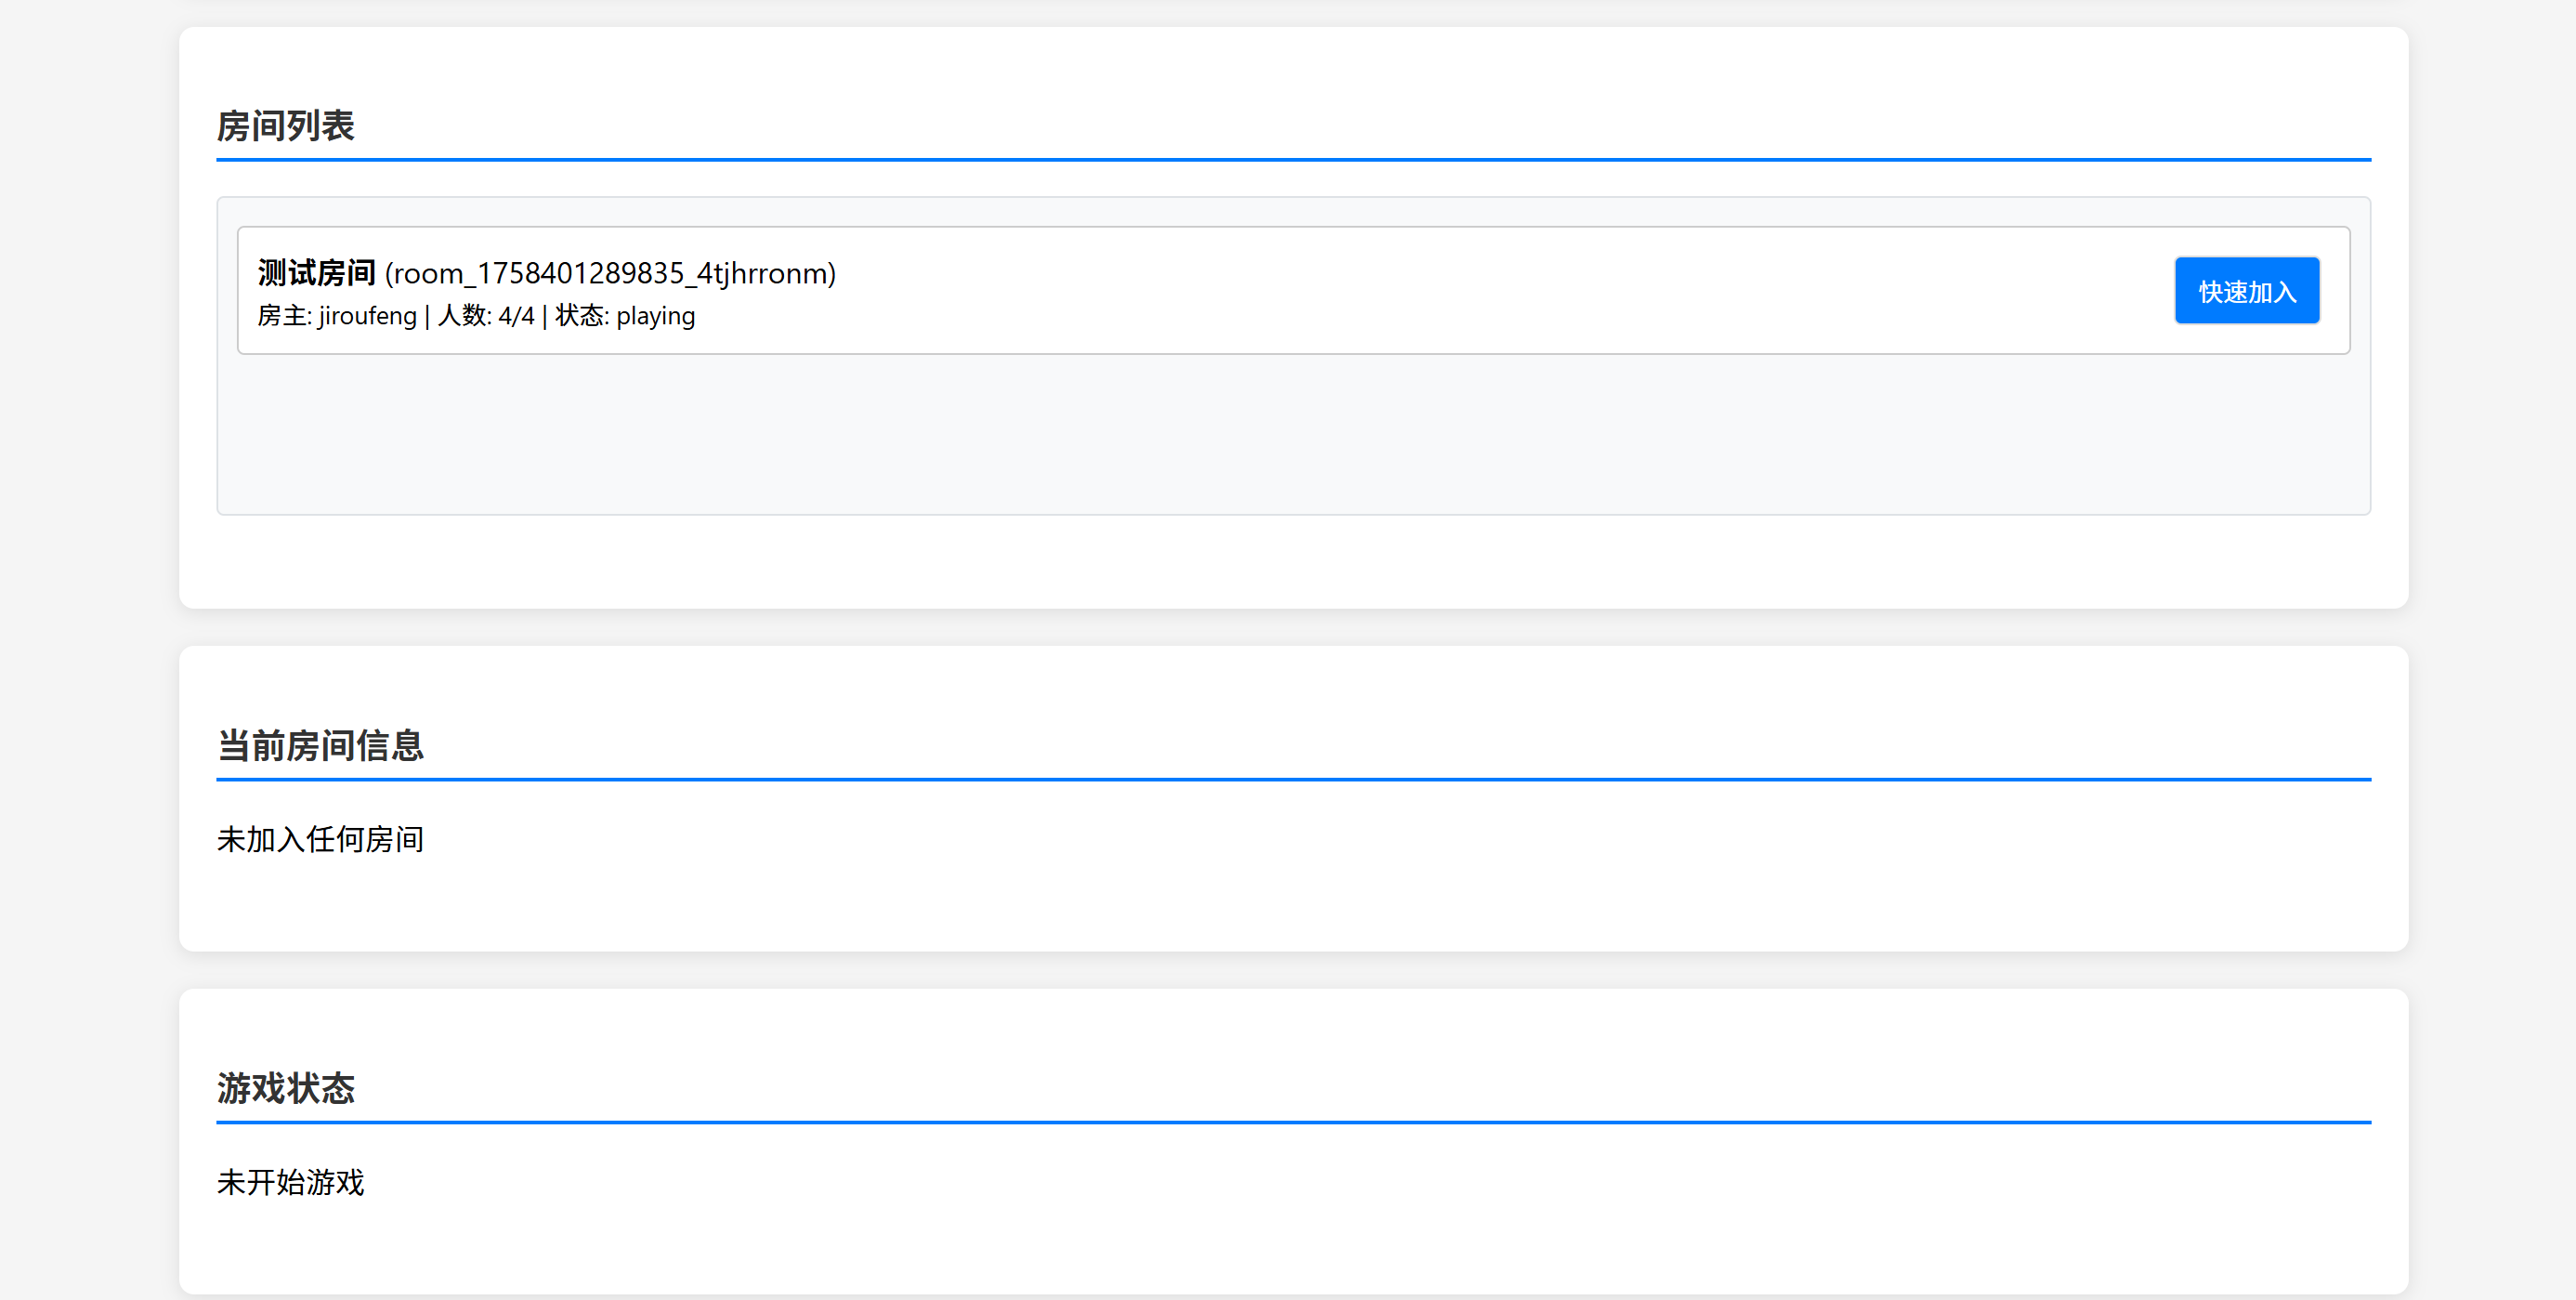 房间列表
测试房间 (room_1758401289835_4tjhrronm)
房主: jiroufeng | 人数: 4/4 | 状态: playing
快速加入
当前房间信息
未加入任何房间
游戏状态
未开始游戏